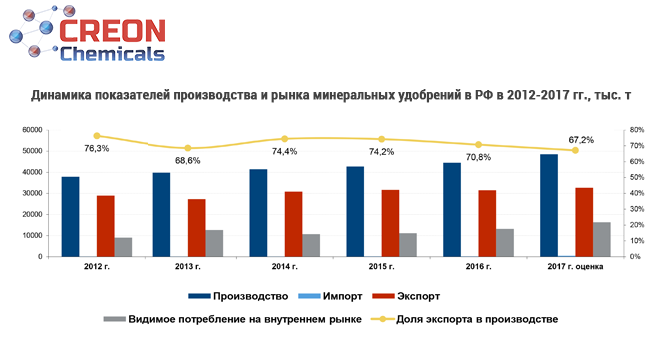 CREON
Chemicals
Динамика показателей производства и рынка минеральных удобрений в РФ в 2012-2017 гг., тыс. т
60000 80%
50000 70%
40000 60%
30000 50%
20000 40%
10000 30%
0 20%
10%
0%
76,3% 68,6% 74,4% 74,2% 70,8% 67,2%
2012 г. 2013 г. 2014 г. 2015 г. 2016 г. 2017 г. оценка
Производство Импорт Экспорт
Видимое потребление на внутреннем рынке Доля экспорта в производстве